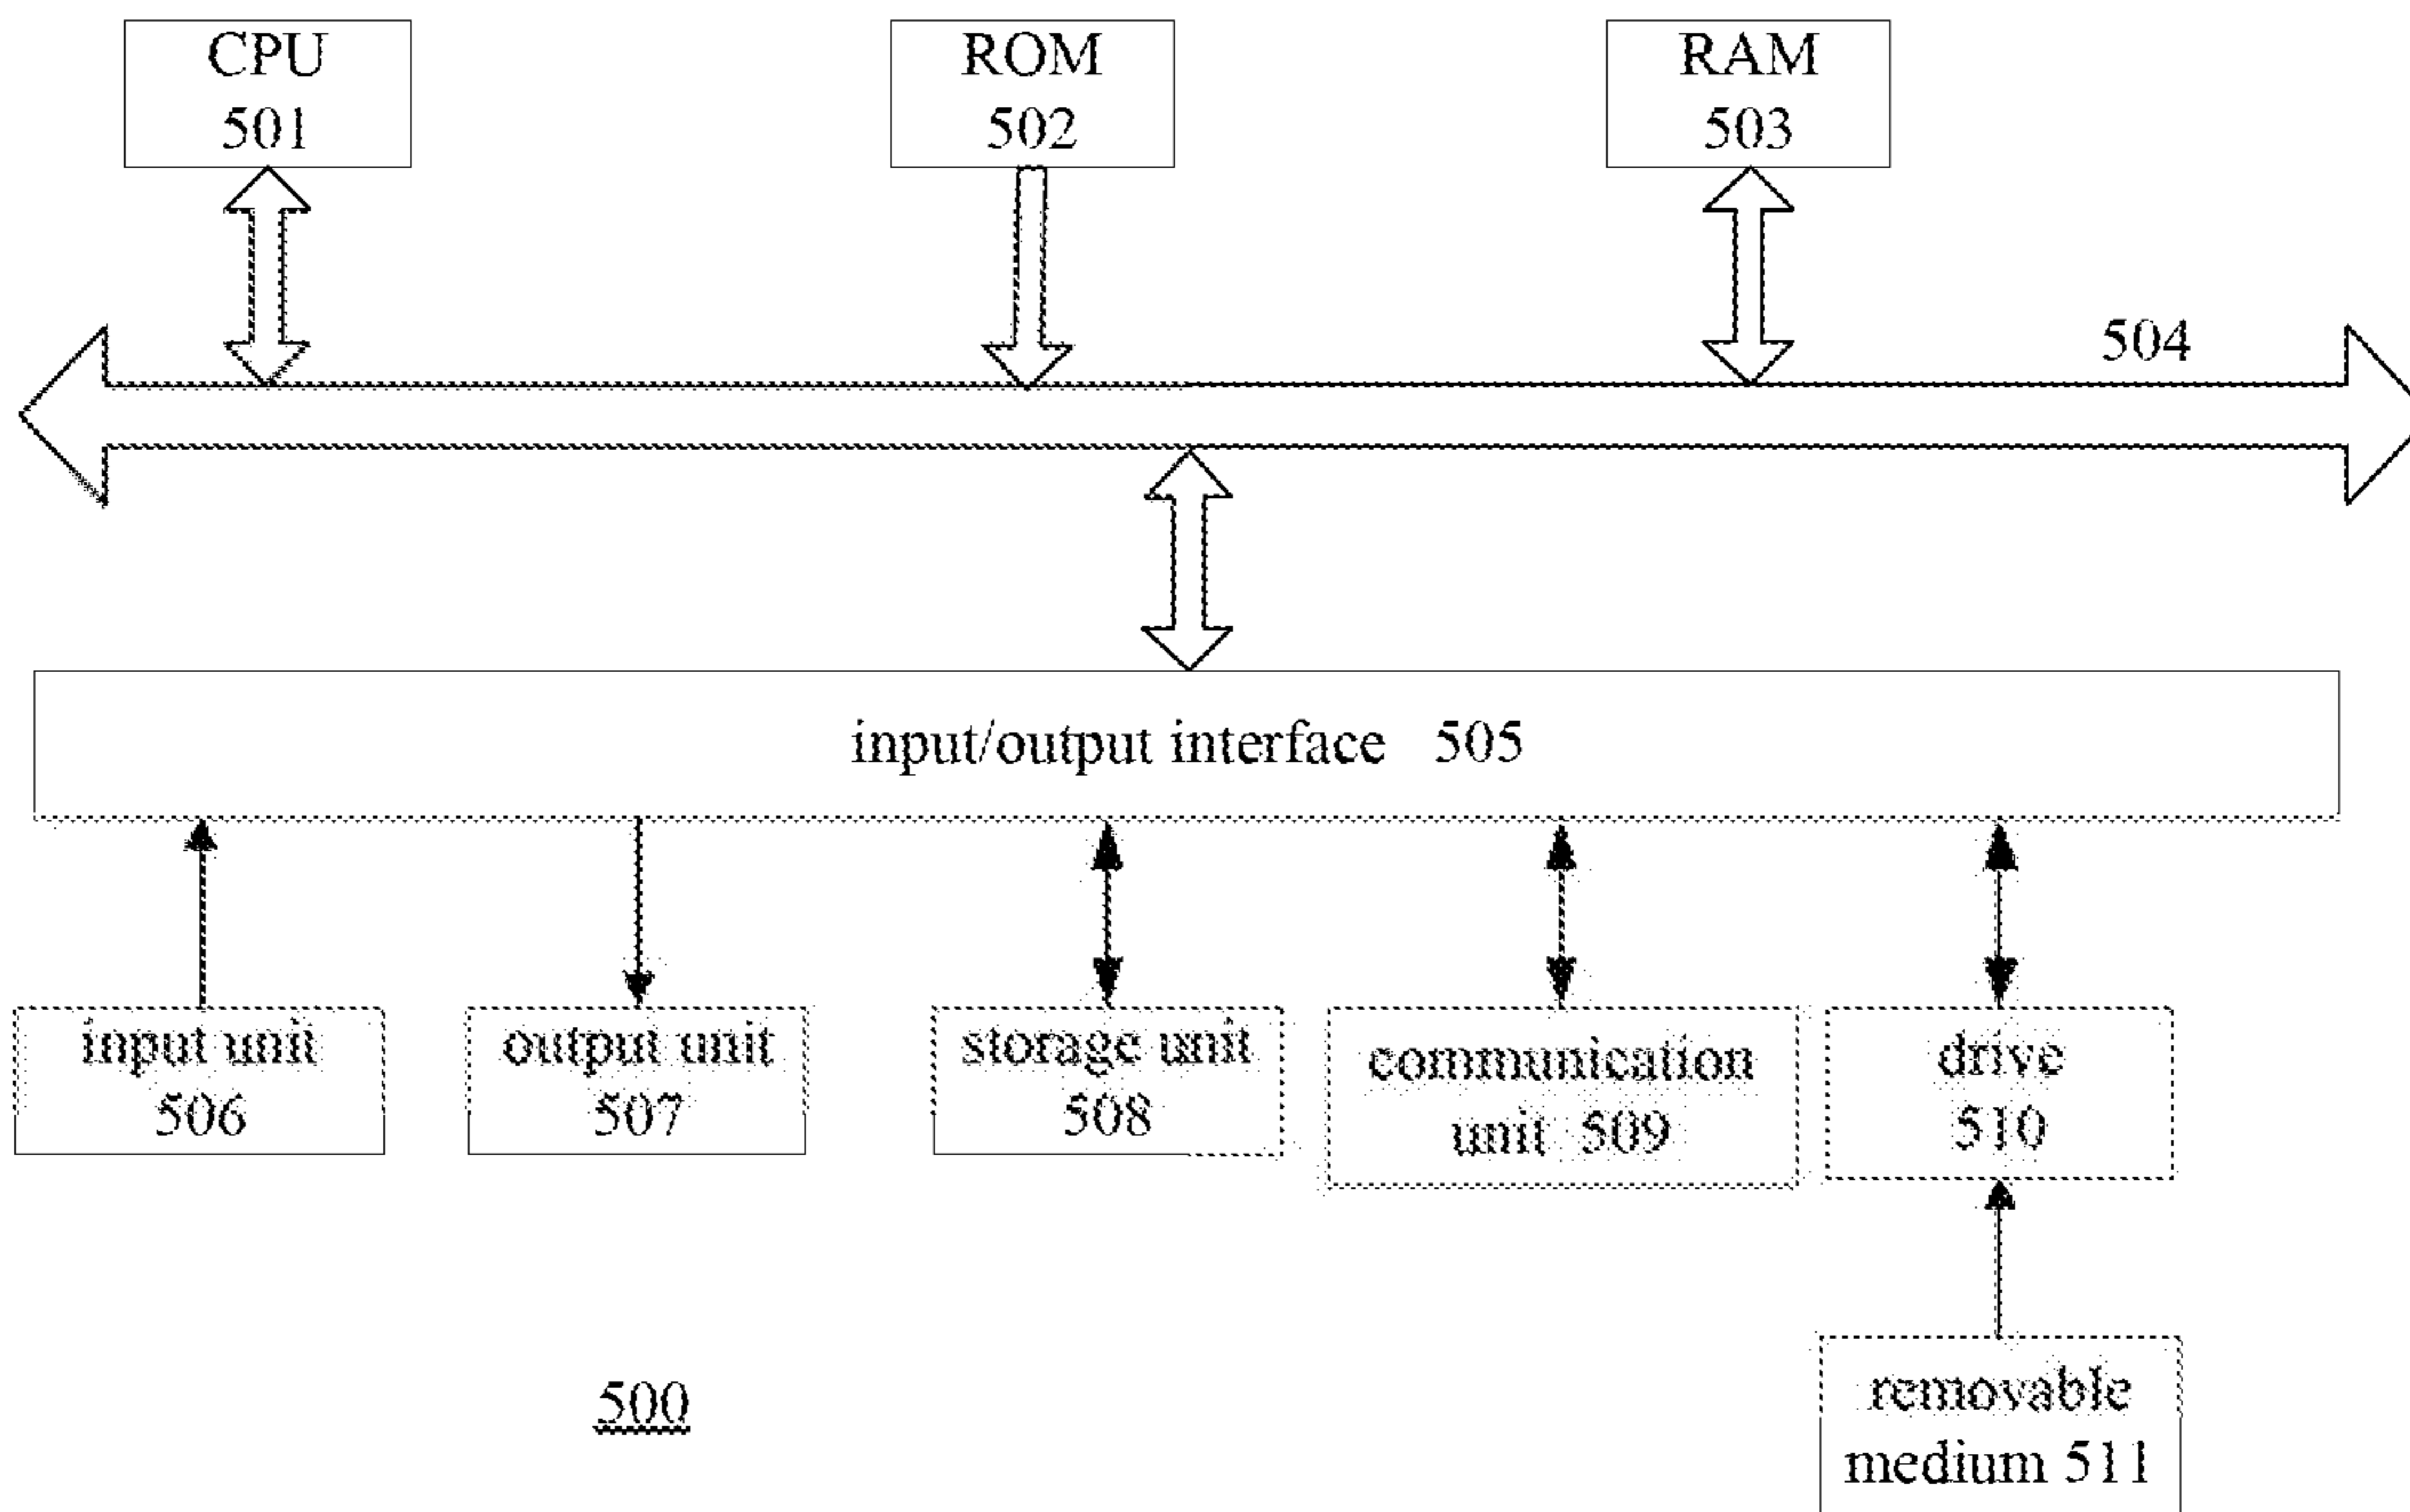 CPU
501
ROM
502
RAM
503
504
input/output interface 505
input unit
506
output unit
507
storage unit
508
communication
unit 509
drive
510
removable
medium 511
500